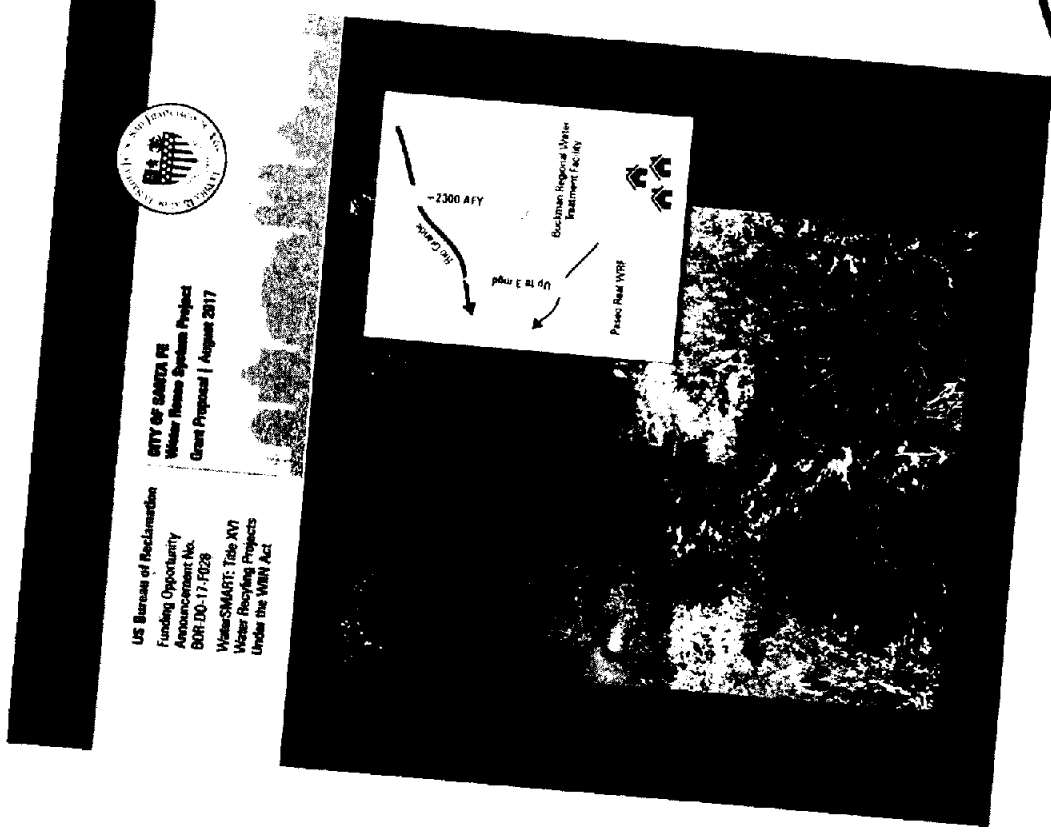 US Bureau of Reclamation
Funding Opportunity
Announcement No.
BOR-DO-17-F028
WaterSMART: Title XVI
Water Recycling Projects
Under the WIIN Act
CITY OF SANTA FE
Water Reuse System Project
Grant Proposal | August 2017
~2300 AFY
Rio Grande
Buckman Regional Water
Treatment Facility
Up to 3 mgd
Paseo Real WRF